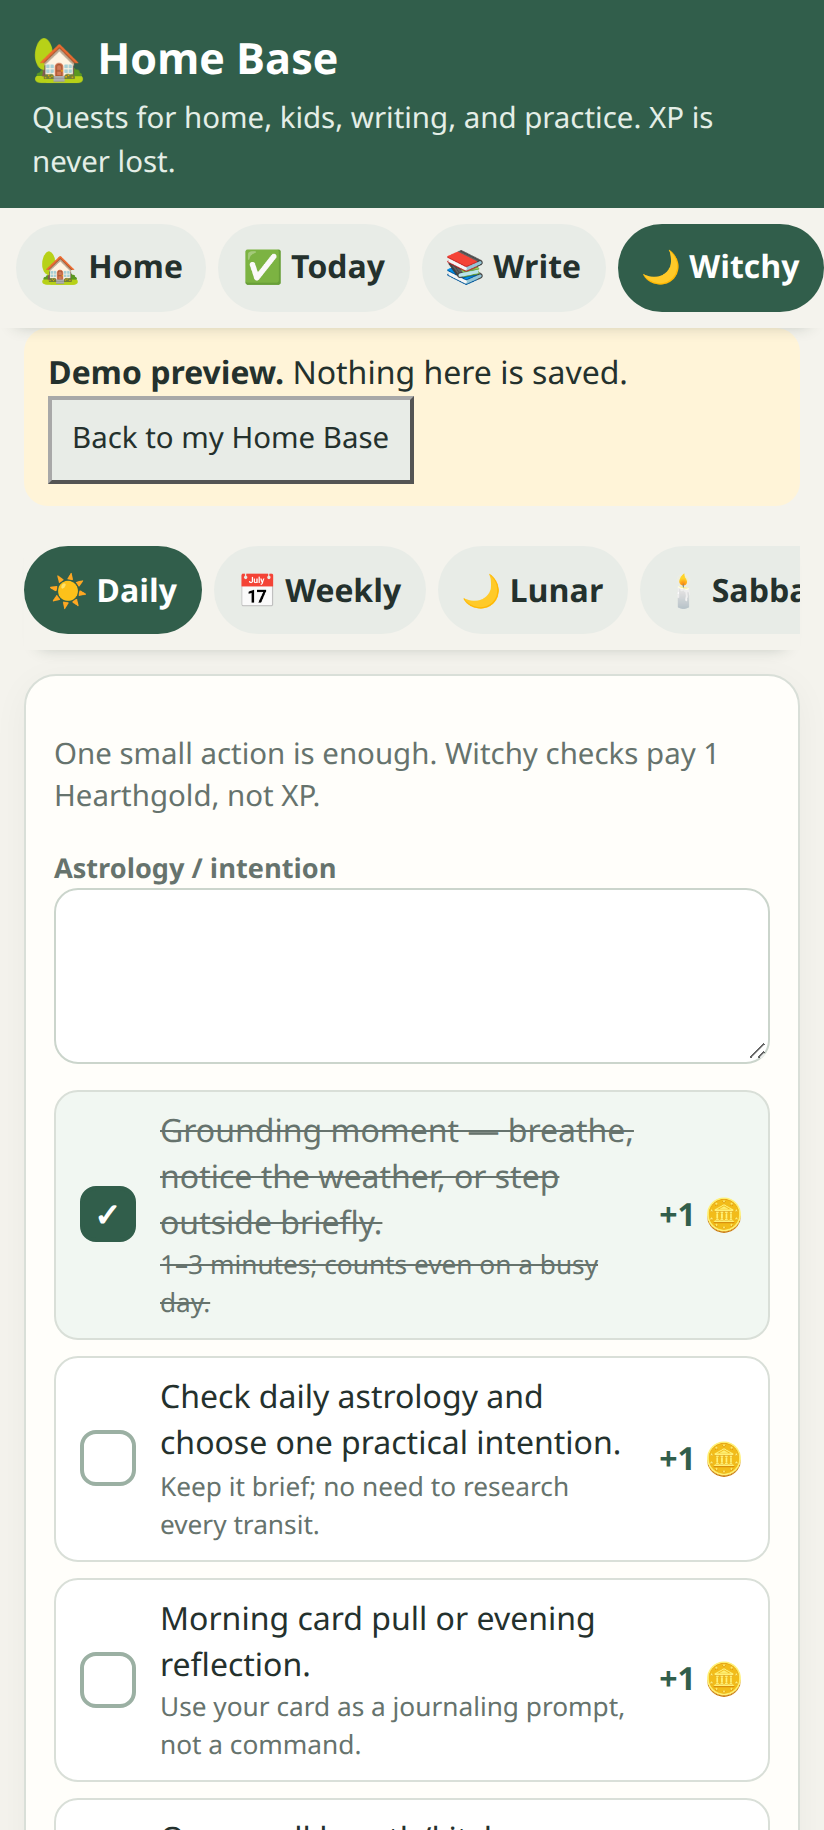 🏡 Home Base
Quests for home, kids, writing, and practice. XP is
never lost.
🏡 Home ✅ Today 📚 Write 🌙 Witchy
Demo preview. Nothing here is saved.
Back to my Home Base
☀️ Daily 📅 Weekly 🌙 Lunar 🕯️ Sabba
One small action is enough. Witchy checks pay 1
Hearthgold, not XP.
Astrology / intention
Grounding moment — breathe,
notice the weather, or step
outside briefly.
1–3 minutes; counts even on a busy
day.
+1 🪙
Check daily astrology and
choose one practical intention.
Keep it brief; no need to research
every transit.
+1 🪙
Morning card pull or evening
reflection.
Use your card as a journaling prompt,
not a command.
+1 🪙